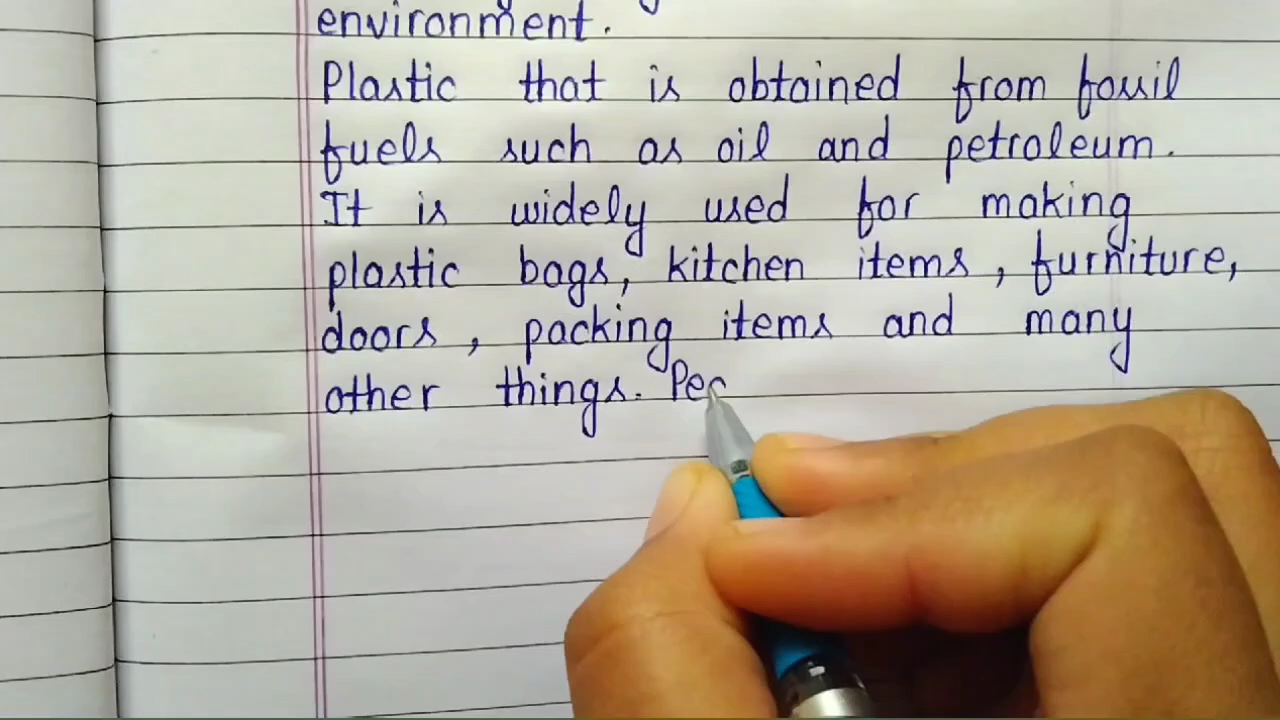 environment.
Plastic that is obtained from fossil
fuels such as oil and petroleum.
It is widely used for making
plastic bags, kitchen items, furniture,
doors, packing items and many
other things. Peo